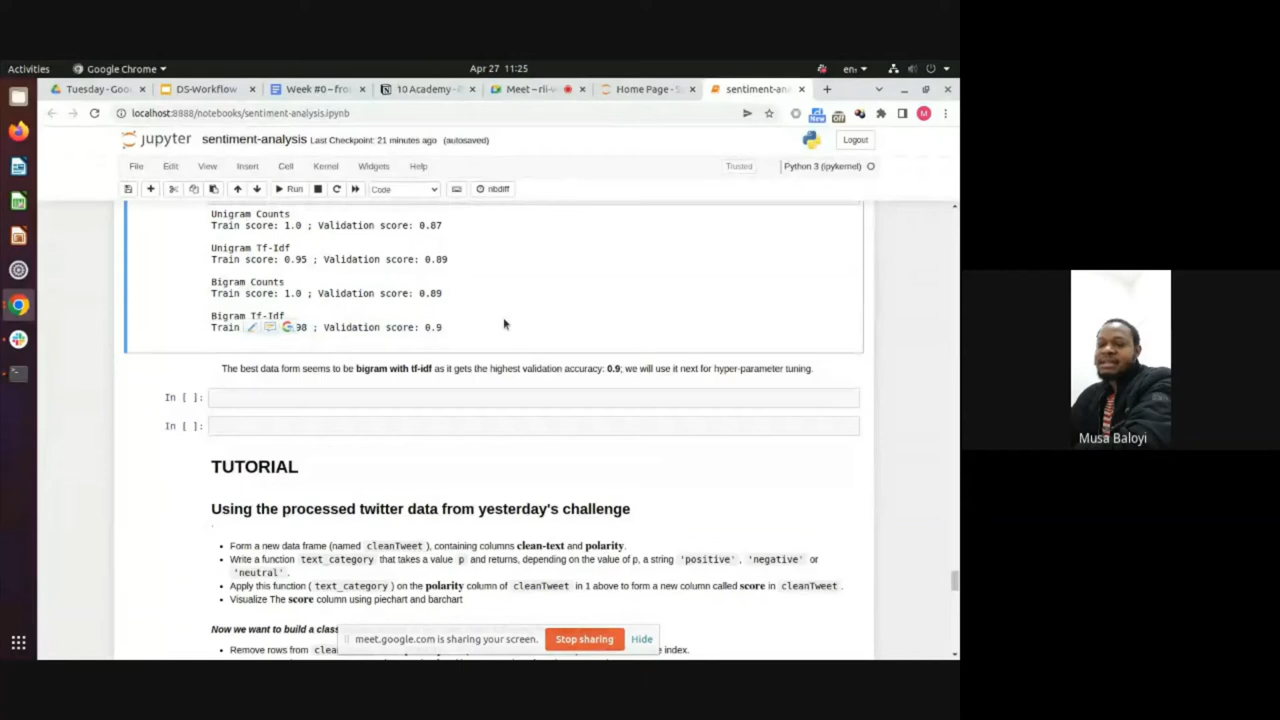 Activities Google Chrome Apr 27 11:25 en₁
Tuesday - Goo DS-Workflow Week #0 – fro 10 Academy - Meet – rii- Home Page - S sentiment-an
localhost:8888/notebooks/sentiment-analysis.ipynb New Off M
jupyter sentiment-analysis Last Checkpoint: 21 minutes ago (autosaved) Logout
File Edit View Insert Cell Kernel Widgets Help Trusted Python 3 (ipykernel)
Run Code nbdiff
Unigram Counts
Train score: 1.0 ; Validation score: 0.87
Unigram Tf-Idf
Train score: 0.95 ; Validation score: 0.89
Bigram Counts
Train score: 1.0 ; Validation score: 0.89
Bigram Tf-Idf
Train 98 ; Validation score: 0.9
The best data form seems to be bigram with tf-idf as it gets the highest validation accuracy: 0.9; we will use it next for hyper-parameter tuning.
In [ ]:
In [ ]:
TUTORIAL
Using the processed twitter data from yesterday's challenge
.
• Form a new data frame (named cleanTweet ), containing columns clean-text and polarity.
• Write a function text_category that takes a value p and returns, depending on the value of p, a string 'positive' , 'negative' or
'neutral' .
• Apply this function ( text_category ) on the polarity column of cleanTweet in 1 above to form a new column called score in cleanTweet .
• Visualize The score column using piechart and barchart
Now we want to build a clas
• Remove rows from clea e index.
meet.google.com is sharing your screen. Stop sharing Hide
Musa Baloyi